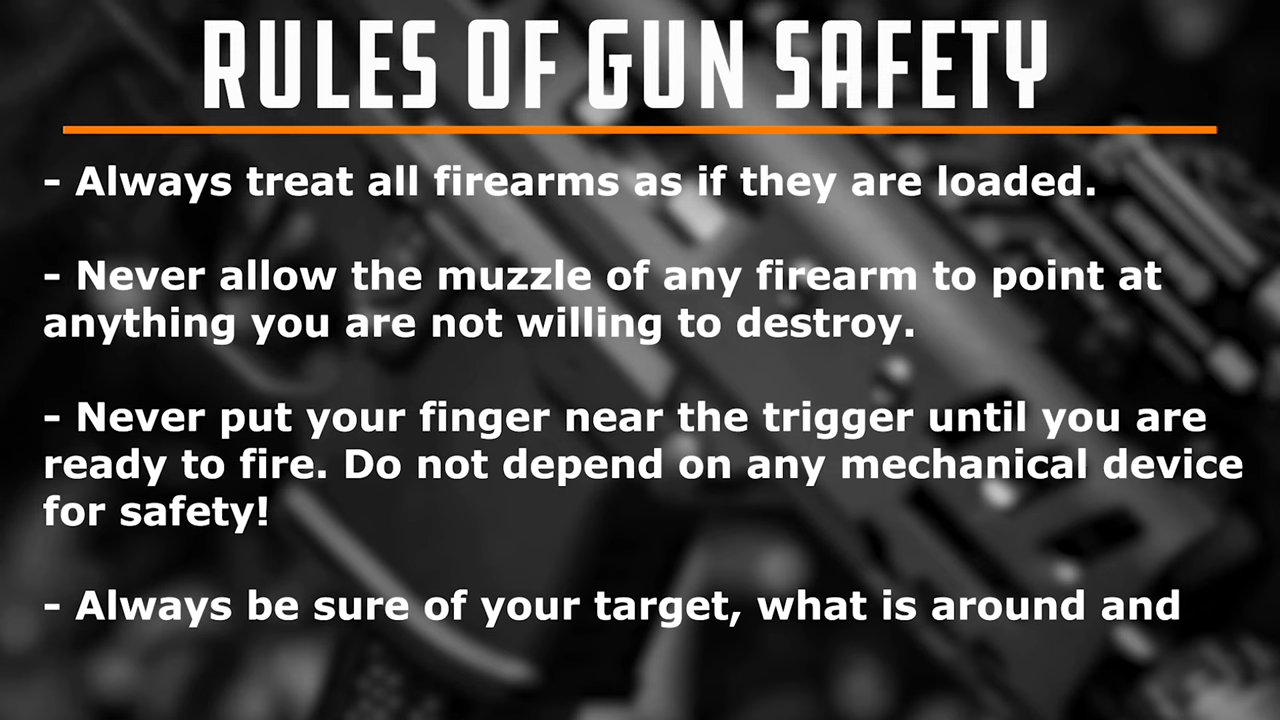 RULES OF GUN SAFETY
- Always treat all firearms as if they are loaded.
- Never allow the muzzle of any firearm to point at
anything you are not willing to destroy.
- Never put your finger near the trigger until you are
ready to fire. Do not depend on any mechanical device
for safety!
- Always be sure of your target, what is around and